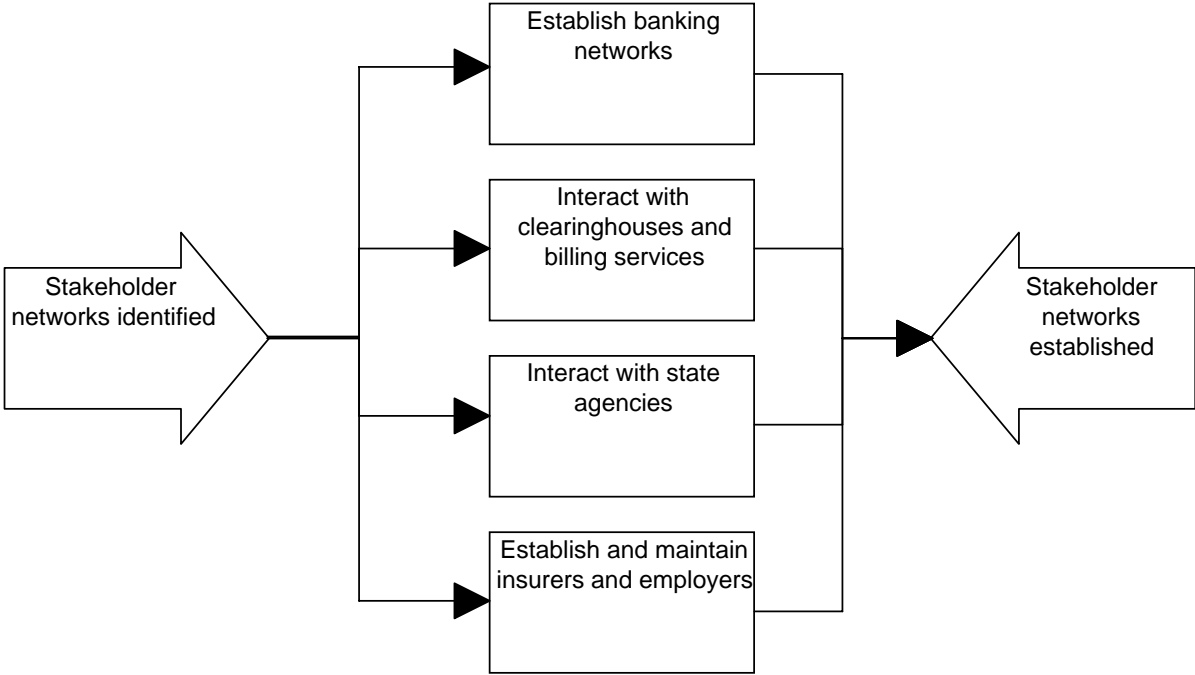 Establish banking
networks
Interact with
clearinghouses and
billing services
Stakeholder
networks identified
Stakeholder
networks
established
Interact with state
agencies
Establish and maintain
insurers and employers